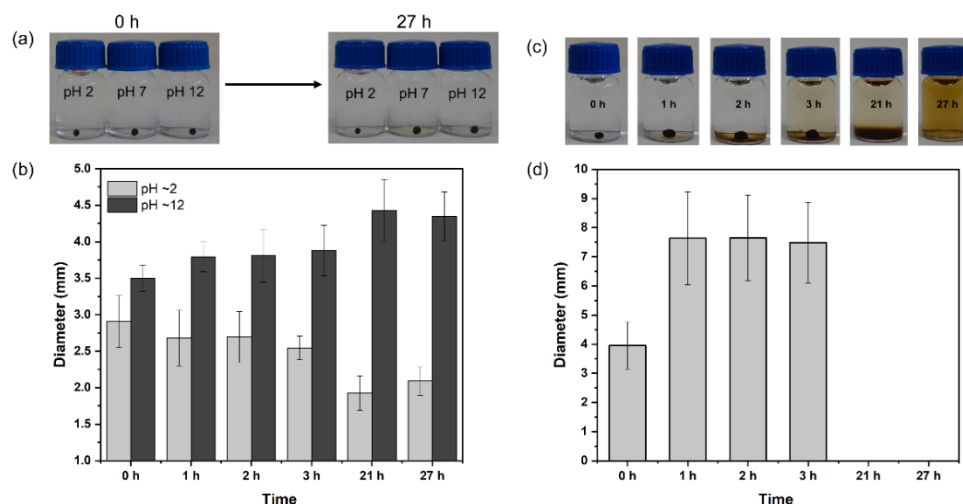 (a)
0 h
27 h
pH 2
pH 7
pH 12
pH 2
pH 7
pH 12
(c)
0 h
1 h
2 h
3 h
21 h
27 h
(b)
pH ~2
pH ~12
Diameter (mm)
5.0
4.5
4.0
3.5
3.0
2.5
2.0
1.5
1.0
0 h
1 h
2 h
3 h
21 h
27 h
Time
(d)
Diameter (mm)
10
9
8
7
6
5
4
3
2
1
0
0 h
1 h
2 h
3 h
21 h
27 h
Time